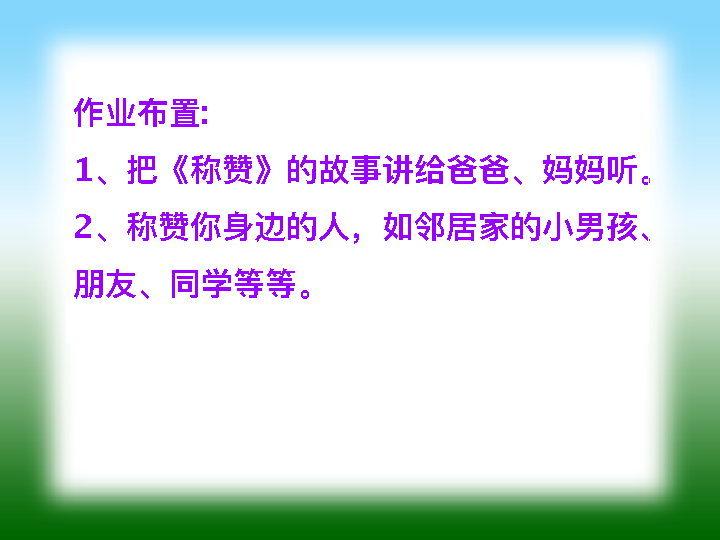 作业布置:
1、把《称赞》的故事讲给爸爸、妈妈听。
2、称赞你身边的人，如邻居家的小男孩、
朋友、同学等等。